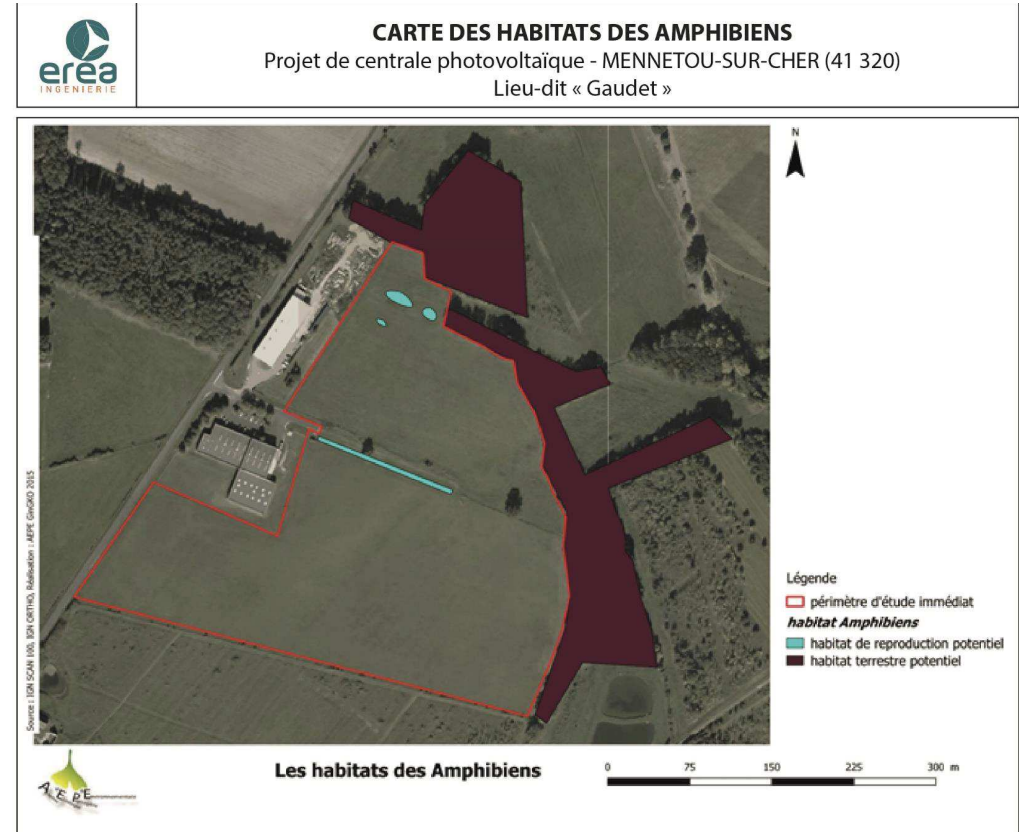 erea
INGENIERIE
CARTE DES HABITATS DES AMPHIBIENS
Projet de centrale photovoltaïque - MENNETOU-SUR-CHER (41 320)
Lieu-dit « Gaudet »
N
Source : IGN SCAN 100, IGN ORTHO, Réalisation : AEPE GINGKO 2015
Légende
périmètre d'étude immédiat
habitat Amphibiens
habitat de reproduction potentiel
habitat terrestre potentiel
Les habitats des Amphibiens
0 75 150 225 300 m
A E P E